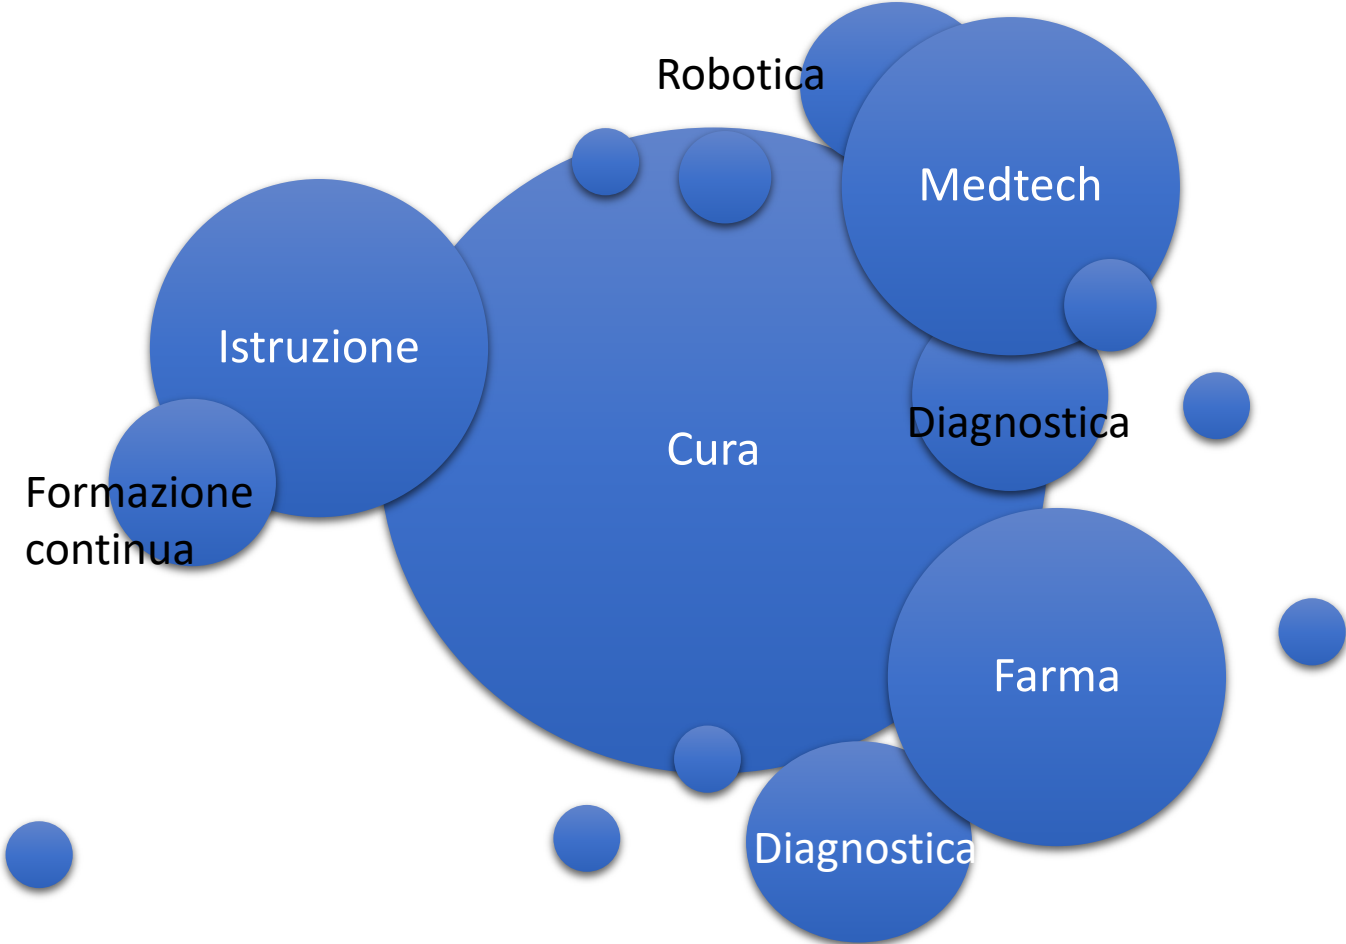 Robotica
Medtech
Istruzione
Diagnostica
Cura
Formazione
continua
Farma
Diagnostica